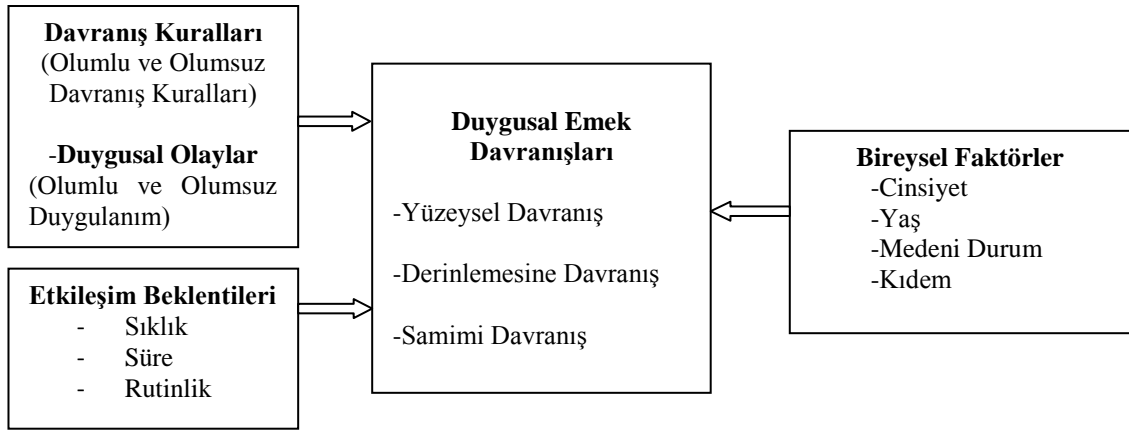 Davranış Kuralları
(Olumlu ve Olumsuz
Davranış Kuralları)
-Duygusal Olaylar
(Olumlu ve Olumsuz
Duygulanım)
Etkileşim Beklentileri
- Sıklık
- Süre
- Rutinlik
Duygusal Emek
Davranışları
-Yüzeysel Davranış
-Derinlemesine Davranış
-Samimi Davranış
Bireysel Faktörler
-Cinsiyet
-Yaş
-Medeni Durum
-Kıdem